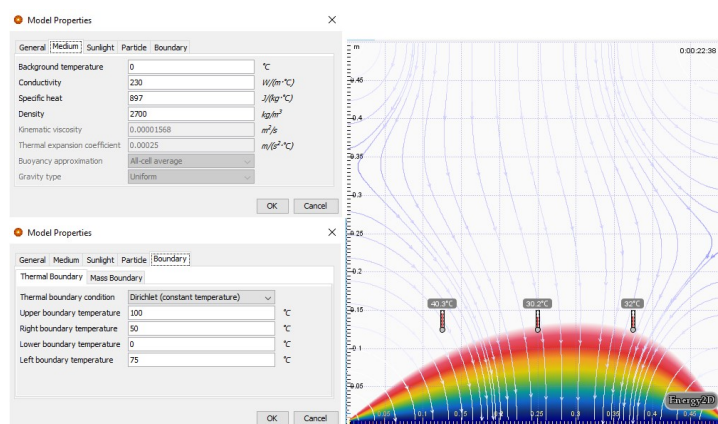 Model Properties
General Medium Sunlight Partide Boundary
Background temperature 0 °C
Conductivity 230 W/(m·°C)
Specific heat 897 J/(kg·°C)
Density 2700 kg/m³
Kinematic viscosity 0.00001568 m²/s
Thermal expansion coefficient 0.00025 m/(s²·°C)
Buoyancy approximation All-cell average
Gravity type Uniform
OK Cancel
Model Properties
General Medium Sunlight Partide Boundary
Thermal Boundary Mass Boundary
Thermal boundary condition Dirichlet (constant temperature)
Upper boundary temperature 100 °C
Right boundary temperature 50 °C
Lower boundary temperature 0 °C
Left boundary temperature 75 °C
OK Cancel
m 0:00:22:38
0.45
0.4
0.35
0.3
0.25
0.2
0.15
0.1
0.05
40.3°C 30.2°C 32°C
Energy2D
0.05 0.1 0.15 0.2 0.25 0.3 0.35 0.4 0.45